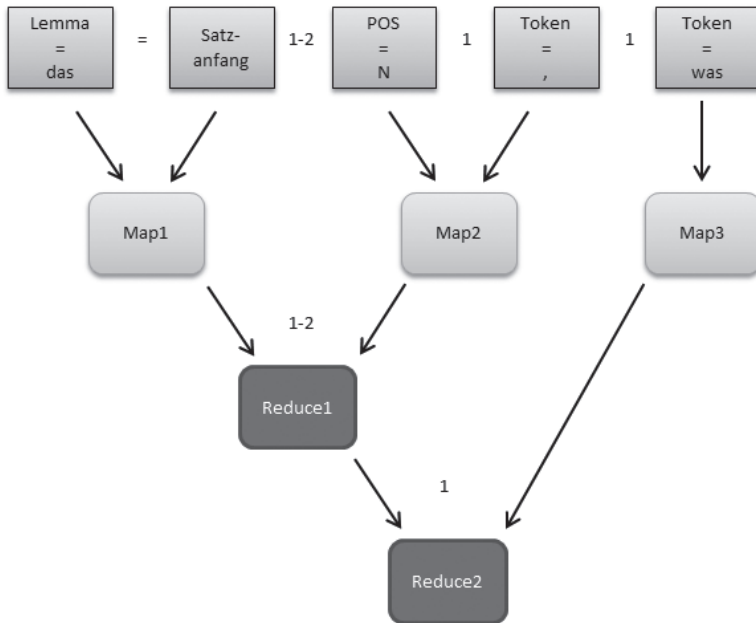 Lemma
=
das
=
Satz-
anfang
1-2
POS
=
N
1
Token
=
,
1
Token
=
was
Map1
Map2
Map3
1-2
Reduce1
1
Reduce2